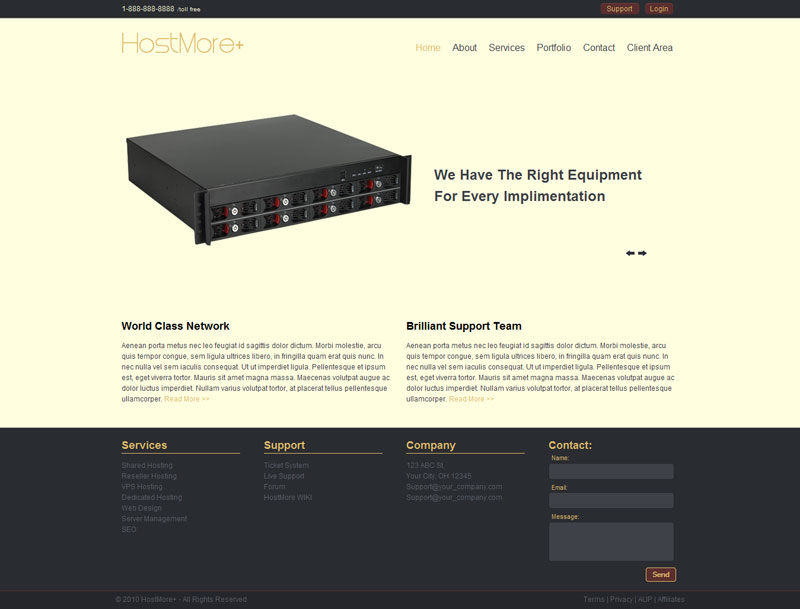 1-888-888-8888 /toll free
Support
Login
HostMore+
Home About Services Portfolio Contact Client Area
We Have The Right Equipment
For Every Implimentation
World Class Network
Aenean porta metus nec leo feugiat id sagittis dolor dictum. Morbi molestie, arcu
quis tempor congue, sem ligula ultrices libero, in fringilla quam erat quis nunc. In
nec nulla vel sem iaculis consequat. Ut ut imperdiet ligula. Pellentesque et ipsum
est, eget viverra tortor. Mauris sit amet magna massa. Maecenas volutpat augue ac
dolor luctus imperdiet. Nullam varius volutpat tortor, at placerat tellus pellentesque
ullamcorper. Read More >>
Brilliant Support Team
Aenean porta metus nec leo feugiat id sagittis dolor dictum. Morbi molestie, arcu
quis tempor congue, sem ligula ultrices libero, in fringilla quam erat quis nunc. In
nec nulla vel sem iaculis consequat. Ut ut imperdiet ligula. Pellentesque et ipsum
est, eget viverra tortor. Mauris sit amet magna massa. Maecenas volutpat augue ac
dolor luctus imperdiet. Nullam varius volutpat tortor, at placerat tellus pellentesque
ullamcorper. Read More >>
Services
Shared Hosting
Reseller Hosting
VPS Hosting
Dedicated Hosting
Web Design
Server Management
SEO
Support
Ticket System
Live Support
Forum
HostMore WIKI
Company
123 ABC St.
Your City, OH 12345
Support@your_company.com
Support@your_company.com
Contact:
Name:
Email:
Message:
Send
© 2010 HostMore+ - All Rights Reserved
Terms | Privacy | AUP | Affiliates